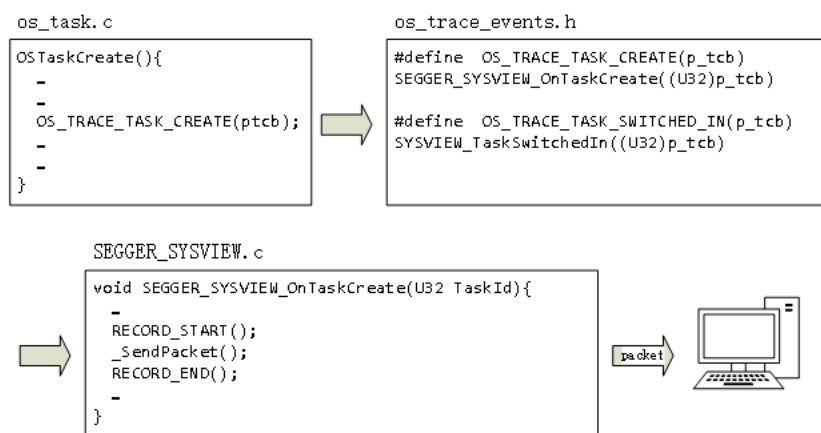 os_task.c
OSTaskCreate(){
–
–
OS_TRACE_TASK_CREATE(ptcb);
–
–
}
os_trace_events.h
#define OS_TRACE_TASK_CREATE(p_tcb)
SEGGER_SYSVIEW_OnTaskCreate((U32)p_tcb)
#define OS_TRACE_TASK_SWITCHED_IN(p_tcb)
SYSVIEW_TaskSwitchedIn((U32)p_tcb)
SEGGER_SYSVIEW.c
void SEGGER_SYSVIEW_OnTaskCreate(U32 TaskId){
–
RECORD_START();
_SendPacket();
RECORD_END();
–
}
packet